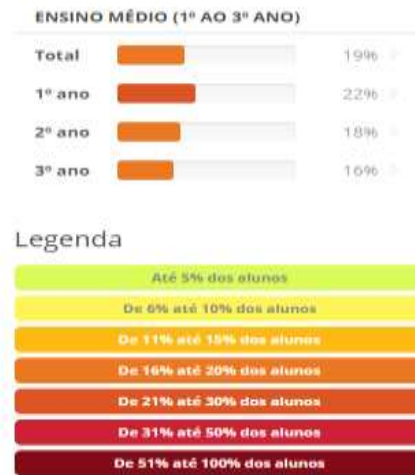 ENSINO MÉDIO (1º AO 3º ANO)
Total 19%
1º ano 22%
2º ano 18%
3º ano 16%
Legenda
Até 5% dos alunos
De 6% até 10% dos alunos
De 11% até 15% dos alunos
De 16% até 20% dos alunos
De 21% até 30% dos alunos
De 31% até 50% dos alunos
De 51% até 100% dos alunos